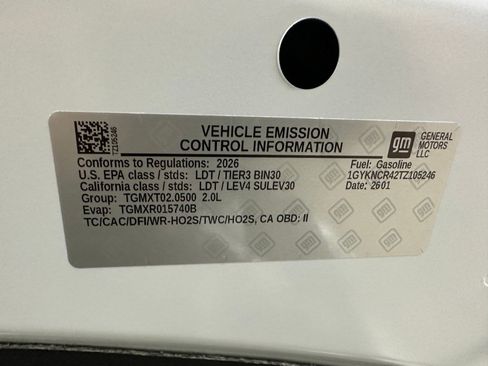 TZ105246
VEHICLE EMISSION
CONTROL INFORMATION
gm
GENERAL
MOTORS
LLC
Conforms to Regulations: 2026
Fuel: Gasoline
U.S. EPA class / stds: LDT / TIER3 BIN30
1GYKNCR42TZ105246
California class / stds: LDT / LEV4 SULEV30
Date: 2601
Group: TGMXT02.0500 2.0L
Evap: TGMXR015740B
TC/CAC/DFI/WR-HO2S/TWC/HO2S, CA OBD: II